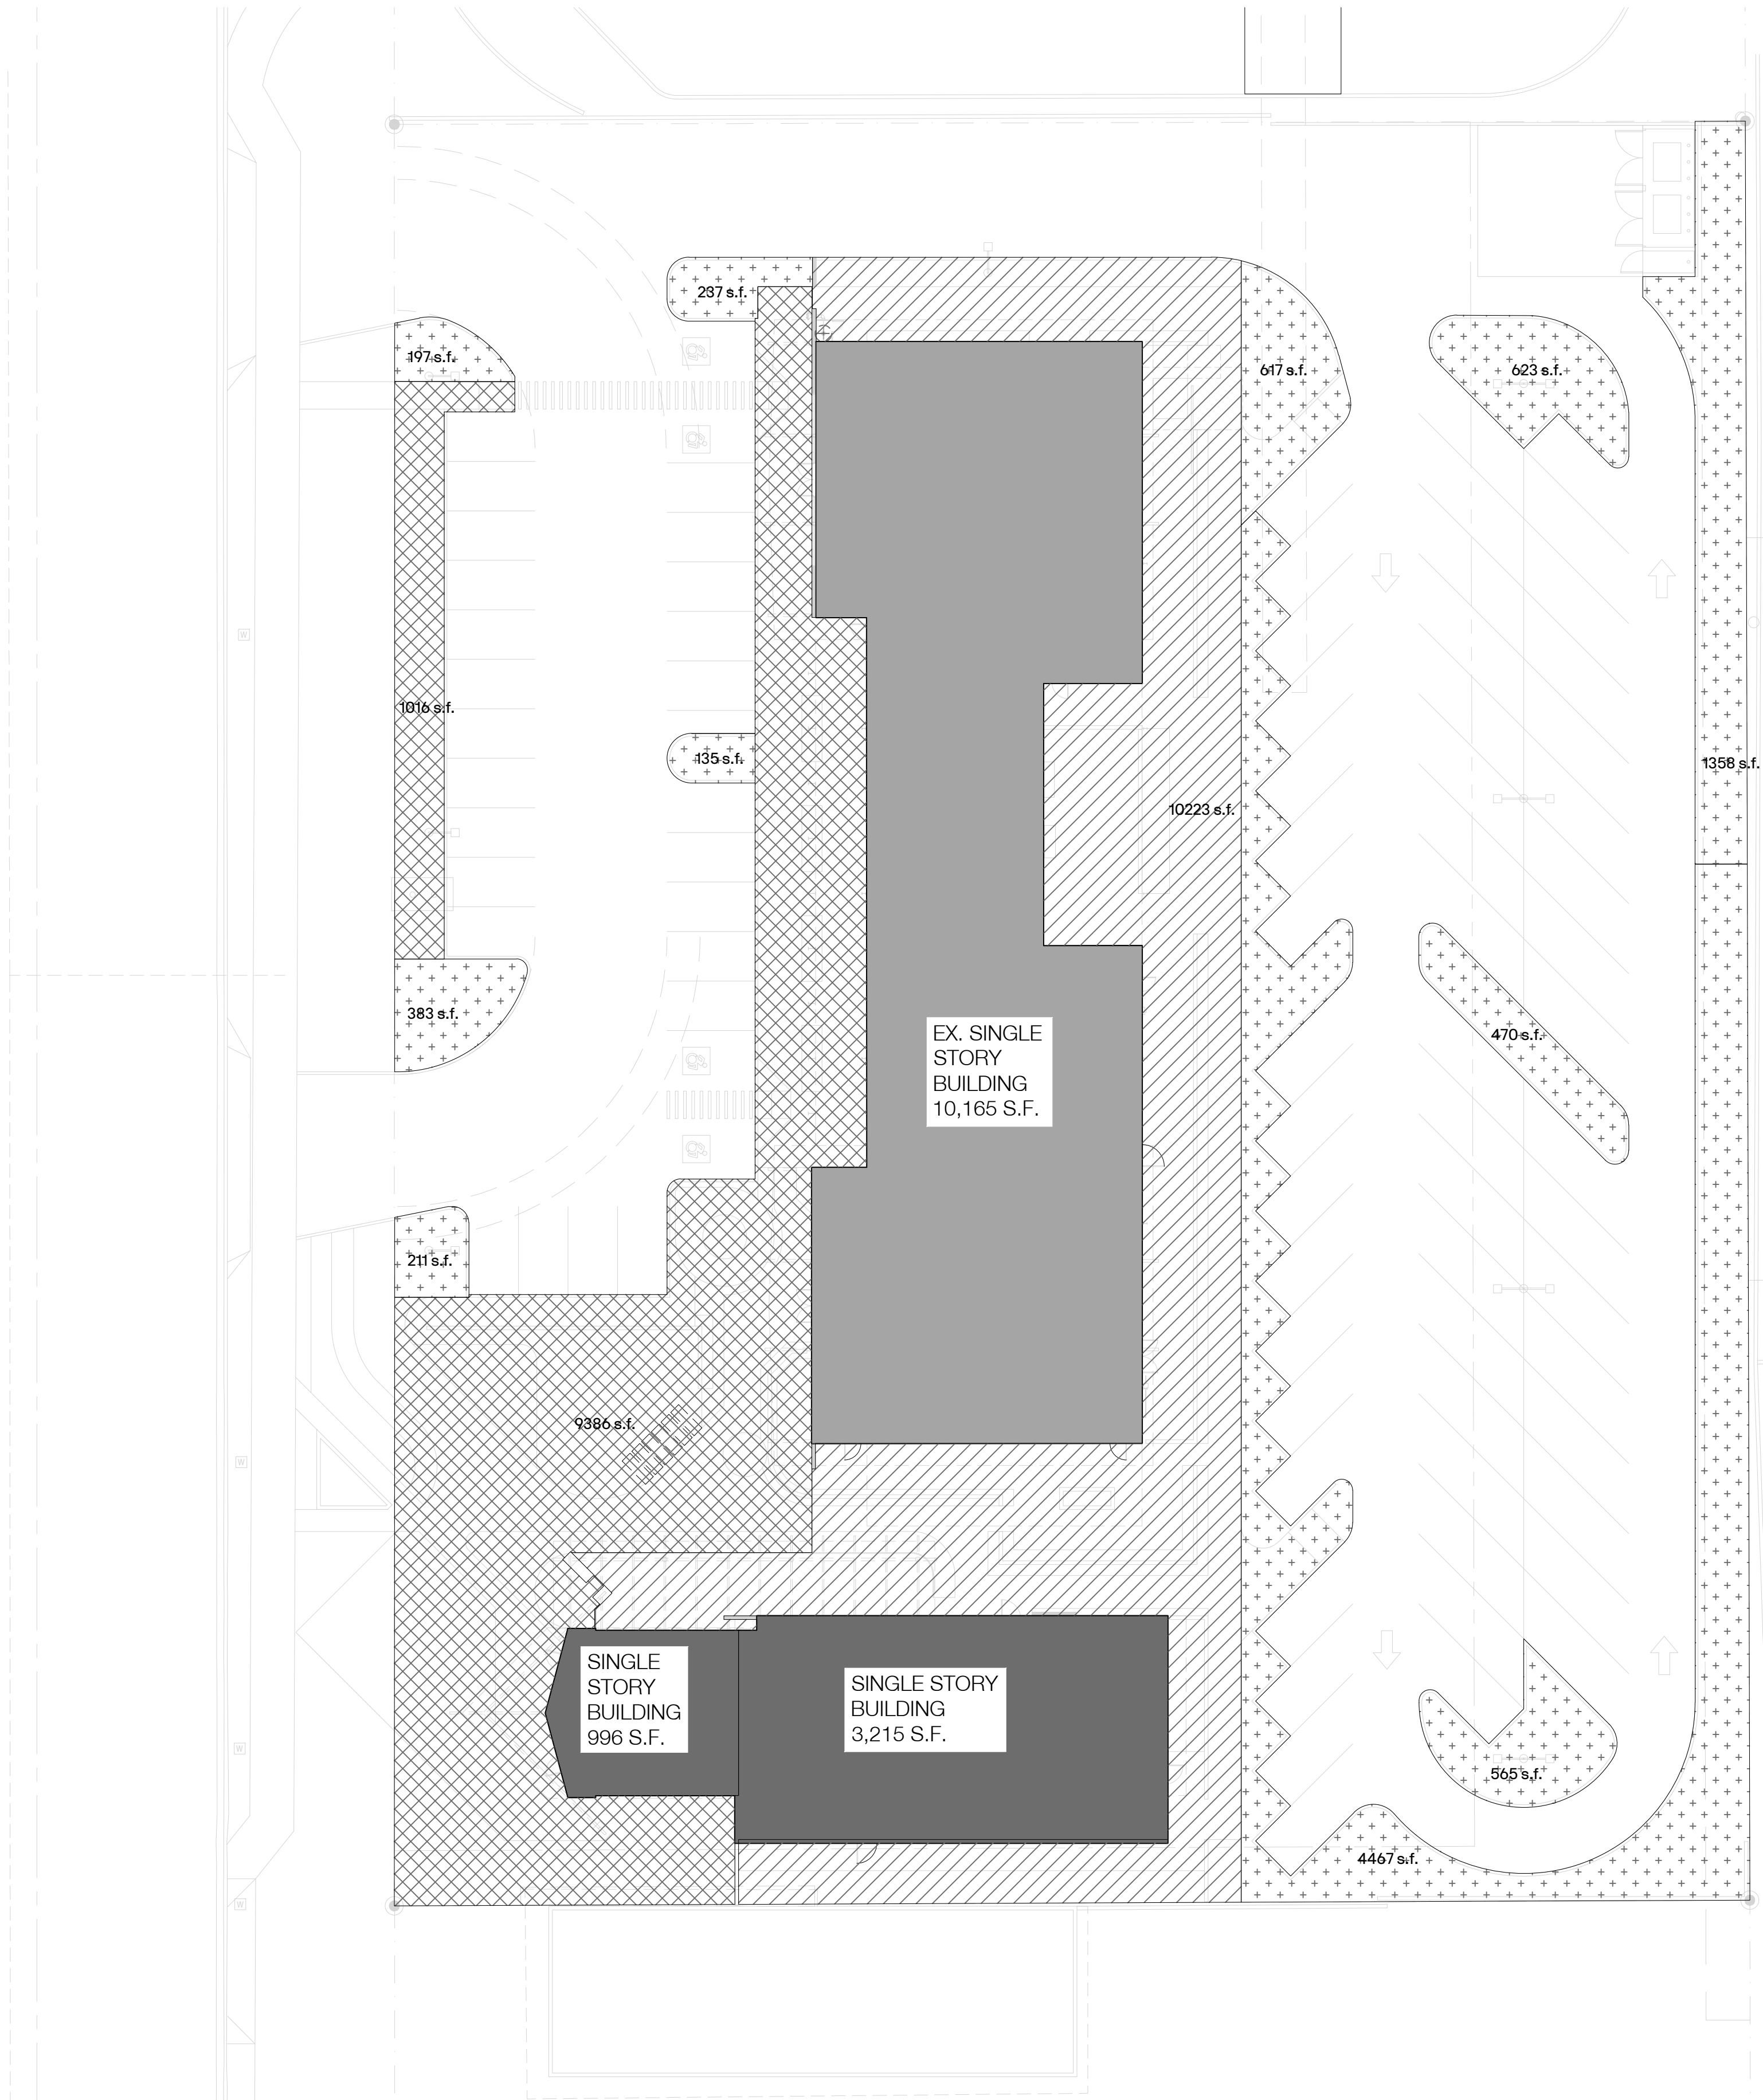 237 s.f.
197 s.f.
617 s.f.
623 s.f.
W
1016 s.f.
135 s.f.
1358 s.f.
10223 s.f.
383 s.f.
EX. SINGLE
STORY
BUILDING
10,165 S.F.
470 s.f.
211 s.f.
9386 s.f.
W
SINGLE
STORY
BUILDING
996 S.F.
SINGLE STORY
BUILDING
3,215 S.F.
W
565 s.f.
4467 s.f.
W